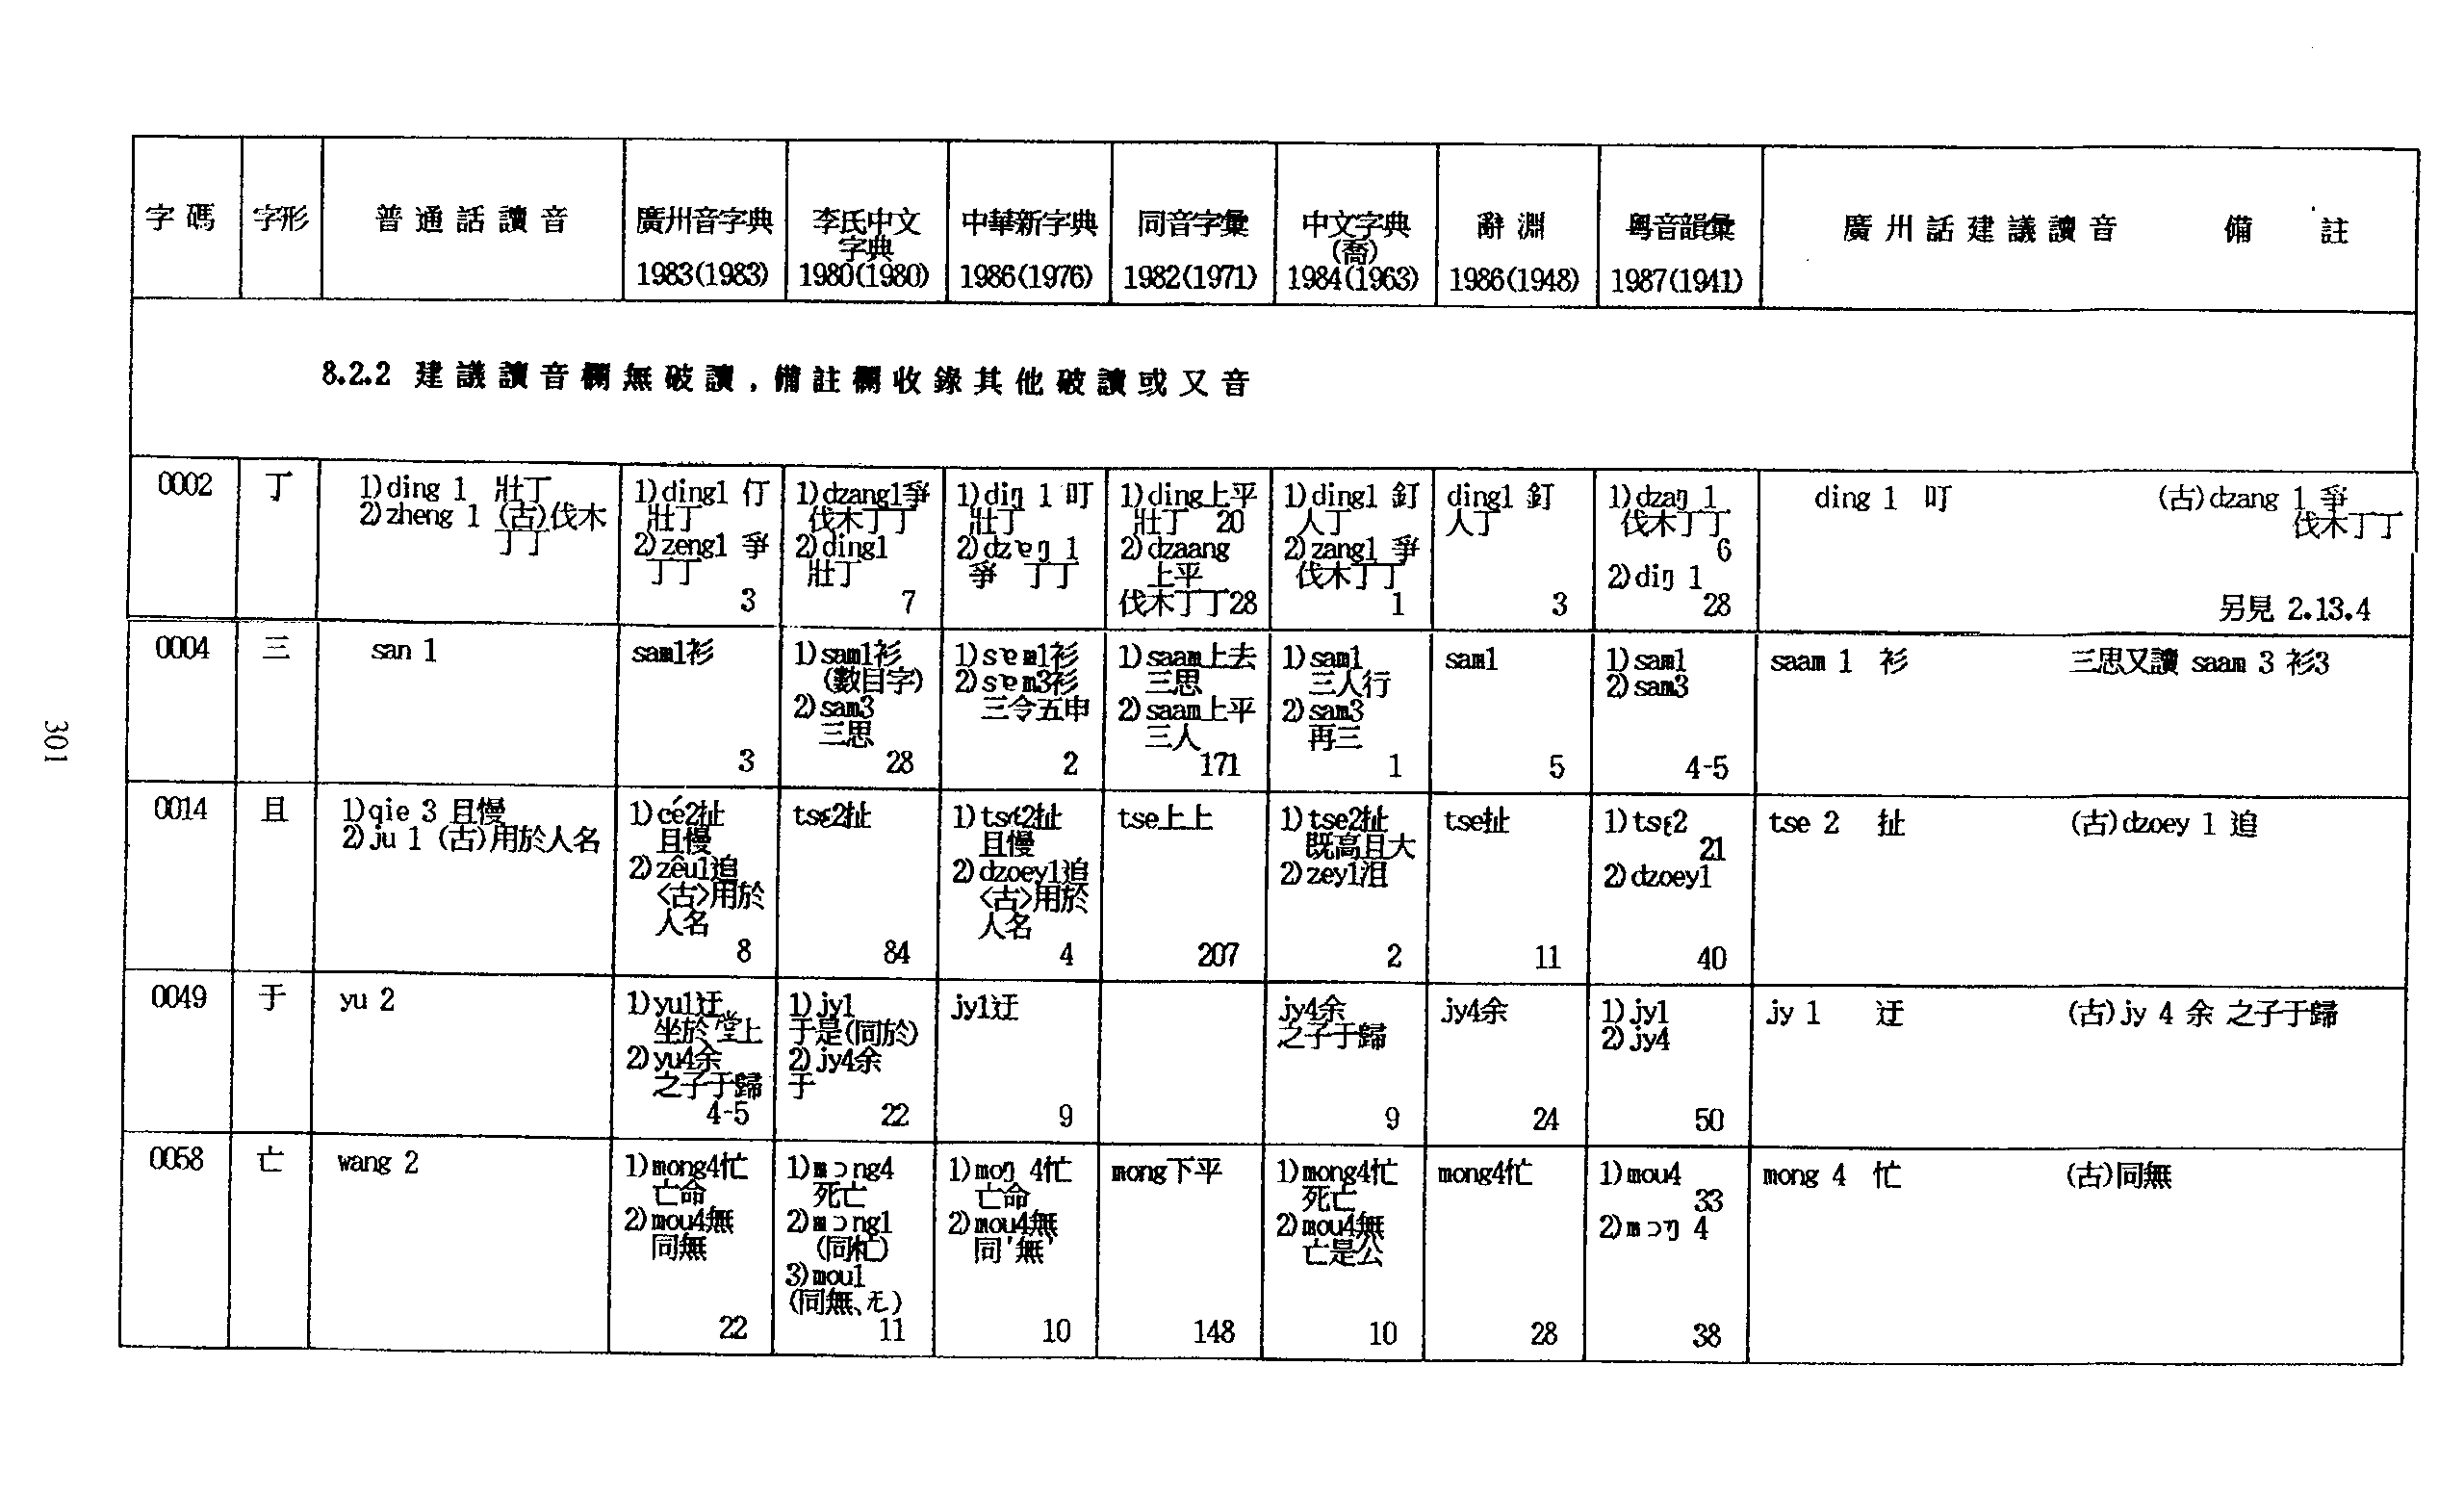 字碼 字形 普通話讀音 廣州音字典 李氏中文 中華新字典 同音字彙 中文字典 辭淵 粵音韻彙 廣州話建議讀音 備註
字典 (喬)
1983(1983) 1980(1980) 1986(1976) 1982(1971) 1984(1963) 1986(1948) 1987(1941)
8.2.2 建議讀音欄無破讀,備註欄收錄其他破讀或又音
0002
丁
1)ding 1 壯丁
2)zheng 1 (古)伐木
丁丁
1)ding1 仃
壯丁
2)zeng1 爭
丁丁
3
1)dzang1爭
伐木丁丁
2)ding1
壯丁
7
1)diŋ 1 叮
壯丁
2)dzɐŋ 1
爭 丁丁
1)ding上平
壯丁 20
2)dzaang
上平
伐木丁丁28
1)ding1 釘
人丁
2)zang1 爭
伐木丁丁
1
ding1 釘
人丁
3
1)dzaŋ 1
伐木丁丁
6
2)diŋ 1
28
ding 1 叮
(古)dzang 1 爭
伐木丁丁
另見 2.13.4
0004
三
san 1
sam1衫
3
1)sam1衫
(數目字)
2)sam3
三思
28
1)sɐm1衫
2)sɐm3衫
三令五申
2
1)saam上去
三思
2)saam上平
三人
171
1)sam1
三人行
2)sam3
再三
1
sam1
5
1)sam1
2)sam3
4-5
saam 1 衫
三思又讀 saam 3 衫3
0014
且
1)qie 3 且慢
2)ju 1 (古)用於人名
1)cé2扯
且慢
2)zêu1追
<古>用於
人名
8
tsɛ2扯
84
1)tsɛ2扯
且慢
2)dzoey1追
<古>用於
人名
4
tse上上
207
1)tse2扯
既高且大
2)zey1沮
2
tse扯
11
1)tsɛ2
21
2)dzoey1
40
tse 2 扯
(古)dzoey 1 追
0049
于
yu 2
1)yu1迂
坐於堂上
2)yu4余
之子于歸
4-5
1)jy1
于是(同於)
2)jy4余
于
22
jy1迂
9
jy4余
之子于歸
9
jy4余
24
1)jy1
2)jy4
50
jy 1 迂
(古)jy 4 余 之子于歸
0058
亡
wang 2
1)mong4忙
亡命
2)mou4無
同無
22
1)mɔng4
死亡
2)mɔng1
(同忙)
3)mou1
(同無、无)
11
1)moŋ 4忙
亡命
2)mou4無
同'無'
10
mong下平
148
1)mong4忙
死亡
2)mou4無
亡是公
10
mong4忙
28
1)mou4
33
2)mɔŋ 4
38
mong 4 忙
(古)同無
301